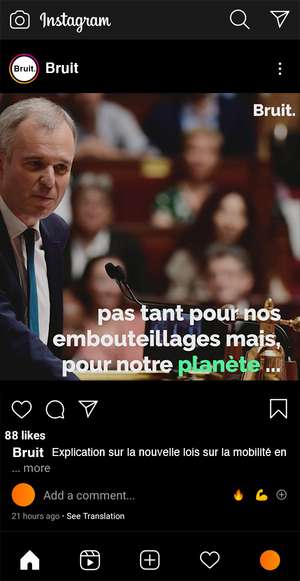 Instagram
Bruit.
Bruit
Bruit.
pas tant pour nos
embouteillages mais,
pour notre planète ...
88 likes
Bruit Explication sur la nouvelle lois sur la mobilité en
... more
Add a comment...
21 hours ago • See Translation